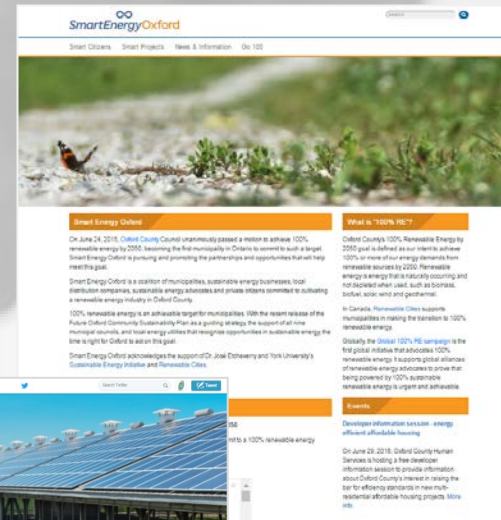 SmartEnergyOxford
Search
Smart Citizens Smart Projects News & Information Go 100
Smart Energy Oxford
On June 24, 2015, Oxford County Council unanimously passed a motion to achieve 100%
renewable energy by 2050, becoming the first municipality in Ontario to commit to such a target.
Smart Energy Oxford is pursuing and promoting the partnerships and opportunities that will help
meet this goal.
Smart Energy Oxford is a coalition of municipalities, sustainable energy businesses, local
distribution companies, sustainable energy advocates and private citizens committed to cultivating
a renewable energy industry in Oxford County.
100% renewable energy is an achievable target for municipalities. With the recent release of the
Future Oxford Community Sustainability Plan as a guiding strategy, the support of all nine
municipal councils, and local energy utilities that recognize opportunities in sustainable energy the
time is right for Oxford to act on this goal.
Smart Energy Oxford acknowledges the support of Dr. José Etcheverry and York University's
Sustainable Energy Initiative and Renewable Cities.
What is "100% RE"?
Oxford County's 100% Renewable Energy by
2050 goal is defined as our intent to achieve
100% or more of our energy demands from
renewable sources by 2050. Renewable
energy is energy that is naturally occurring and
not depleted when used, such as biomass,
biofuel, solar, wind and geothermal.
In Canada, Renewable Cities supports
municipalities in making the transition to 100%
renewable energy.
Globally, the Global 100% RE campaign is the
first global initiative that advocates 100%
renewable energy. It supports global alliances
of renewable energy advocates to prove that
being powered by 100% sustainable
renewable energy is urgent and achievable.
Events
Developer information session - energy
efficient affordable housing
On June 29, 2016, Oxford County Human
Services is hosting a free developer
information session to provide information
about Oxford County's interest in raising the
bar for efficiency standards in new multi-
residential affordable housing projects. More
info.
Search Twitter
Tweet
mit to a 100% renewable energy